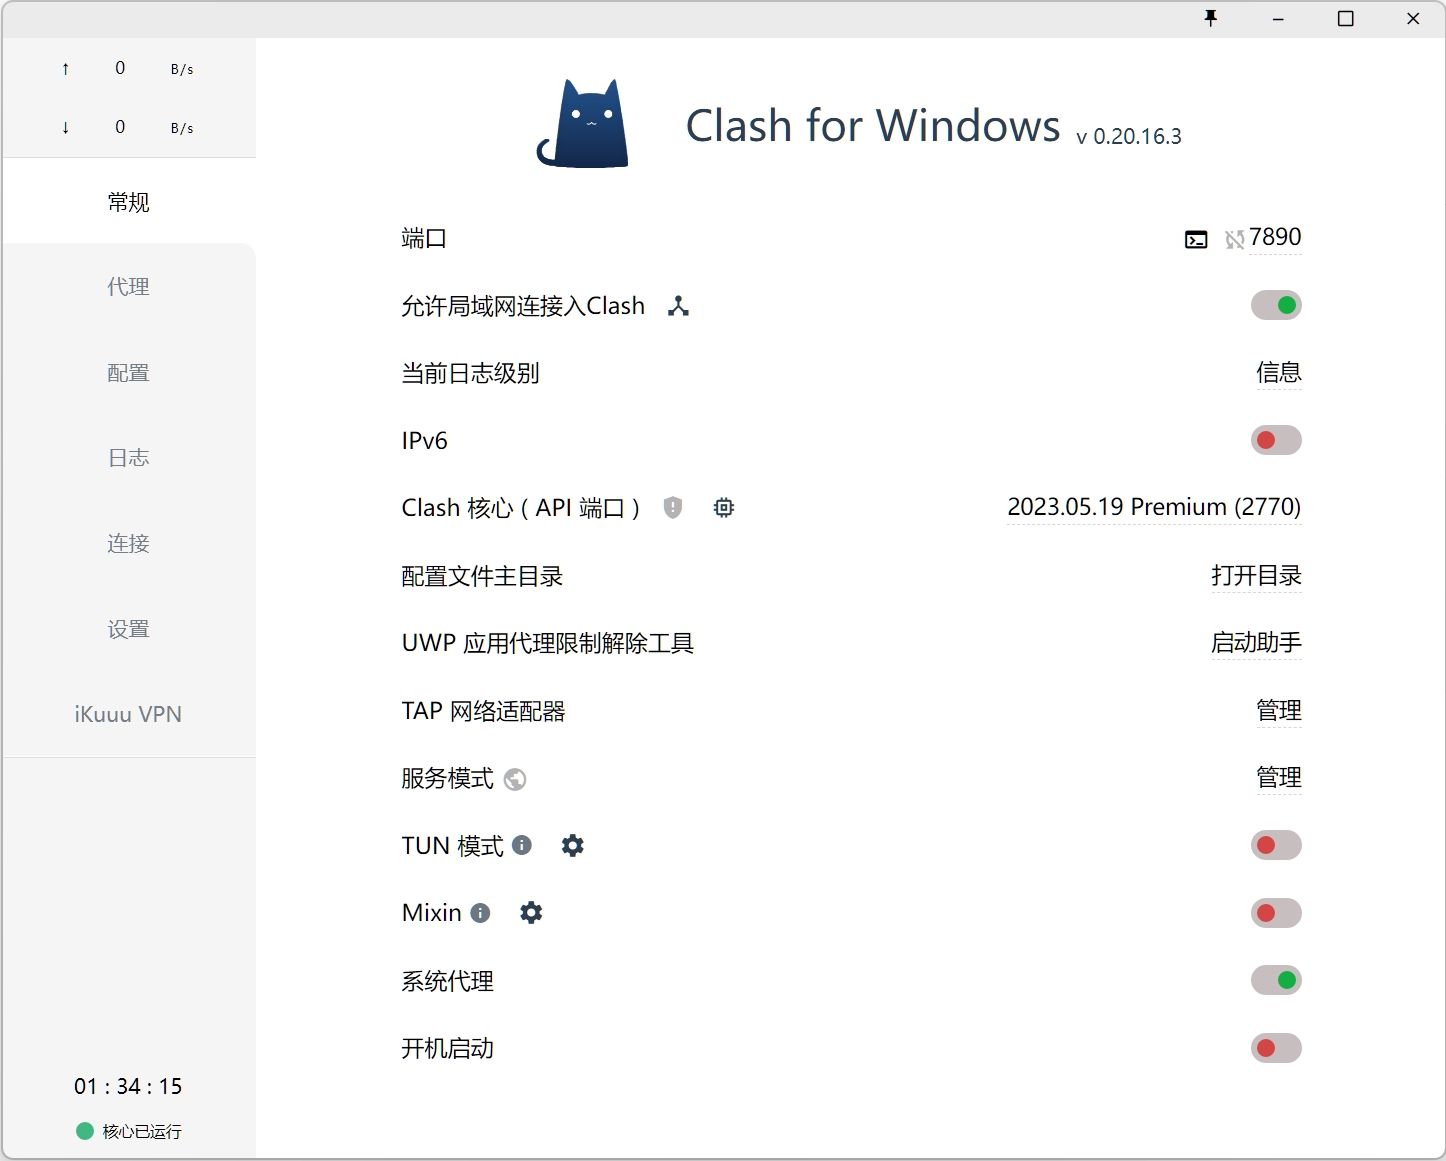 ↑ 0 B/s
↓ 0 B/s
常规
代理
配置
日志
连接
设置
iKuuu VPN
01 : 34 : 15
核心已运行
Clash for Windows v 0.20.16.3
端口 7890
允许局域网连接入Clash
当前日志级别 信息
IPv6
Clash 核心 ( API 端口 ) 2023.05.19 Premium (2770)
配置文件主目录 打开目录
UWP 应用代理限制解除工具 启动助手
TAP 网络适配器 管理
服务模式 管理
TUN 模式
Mixin
系统代理
开机启动